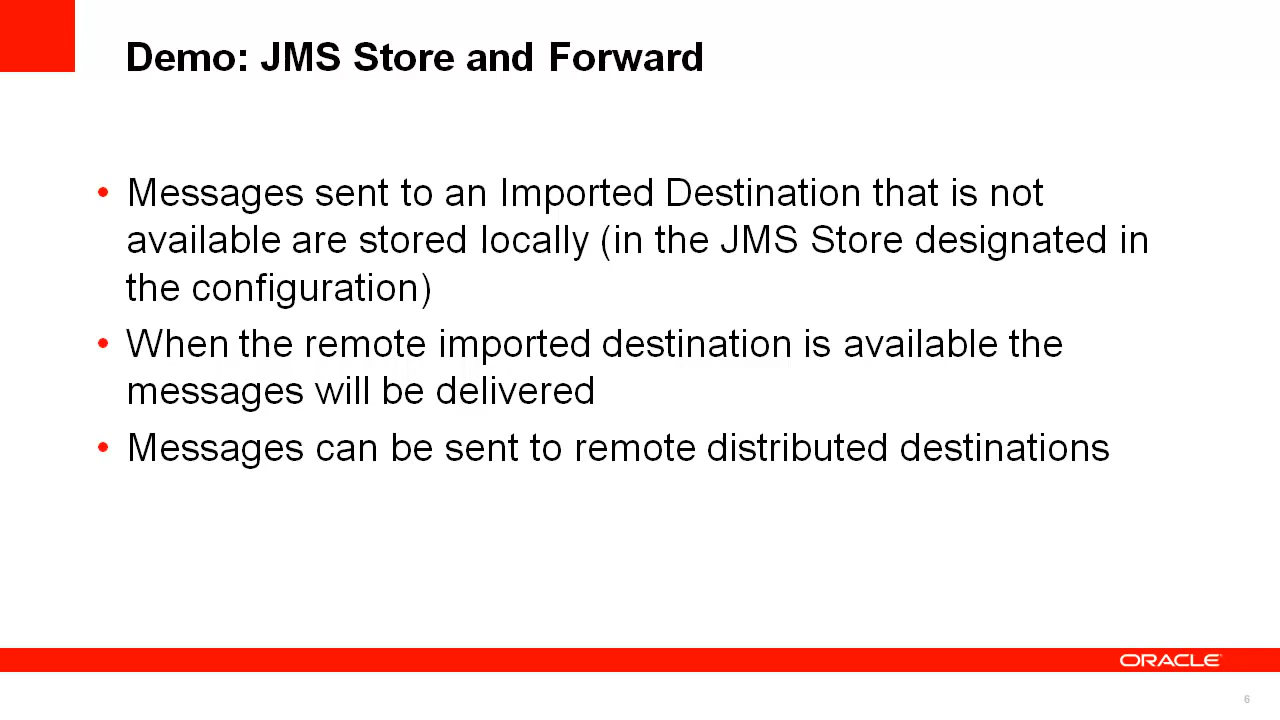 Demo: JMS Store and Forward
• Messages sent to an Imported Destination that is not
available are stored locally (in the JMS Store designated in
the configuration)
• When the remote imported destination is available the
messages will be delivered
• Messages can be sent to remote distributed destinations
ORACLE
6